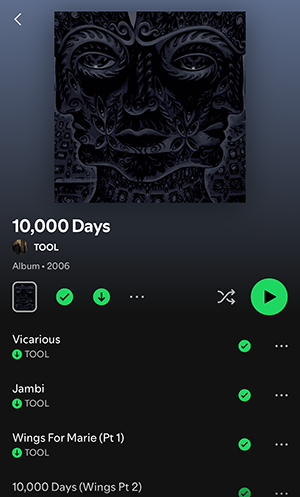 10,000 Days
TOOL
Album • 2006
Vicarious
TOOL
Jambi
TOOL
Wings For Marie (Pt 1)
TOOL
10,000 Days (Wings Pt 2)